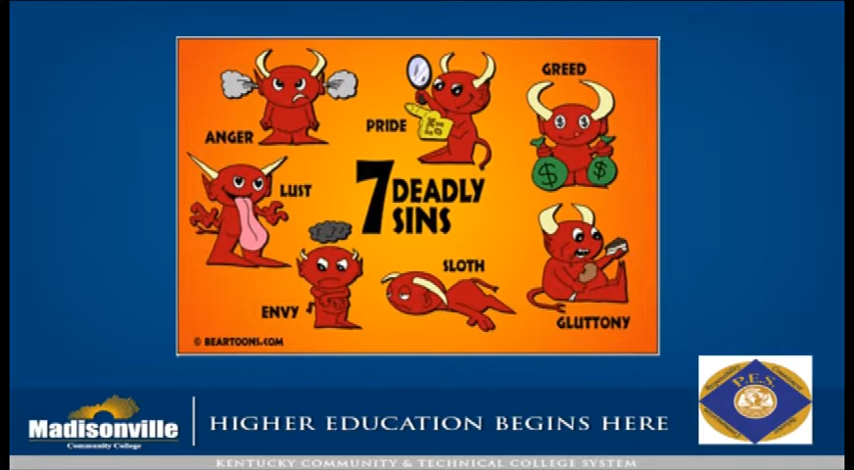 ANGER
PRIDE
GREED
LUST
7 DEADLY
SINS
ENVY
SLOTH
GLUTTONY
© BEARTOONS.COM
Madisonville
Community College
HIGHER EDUCATION BEGINS HERE
P.E.S.
KENTUCKY COMMUNITY & TECHNICAL COLLEGE SYSTEM
$
$
$
$